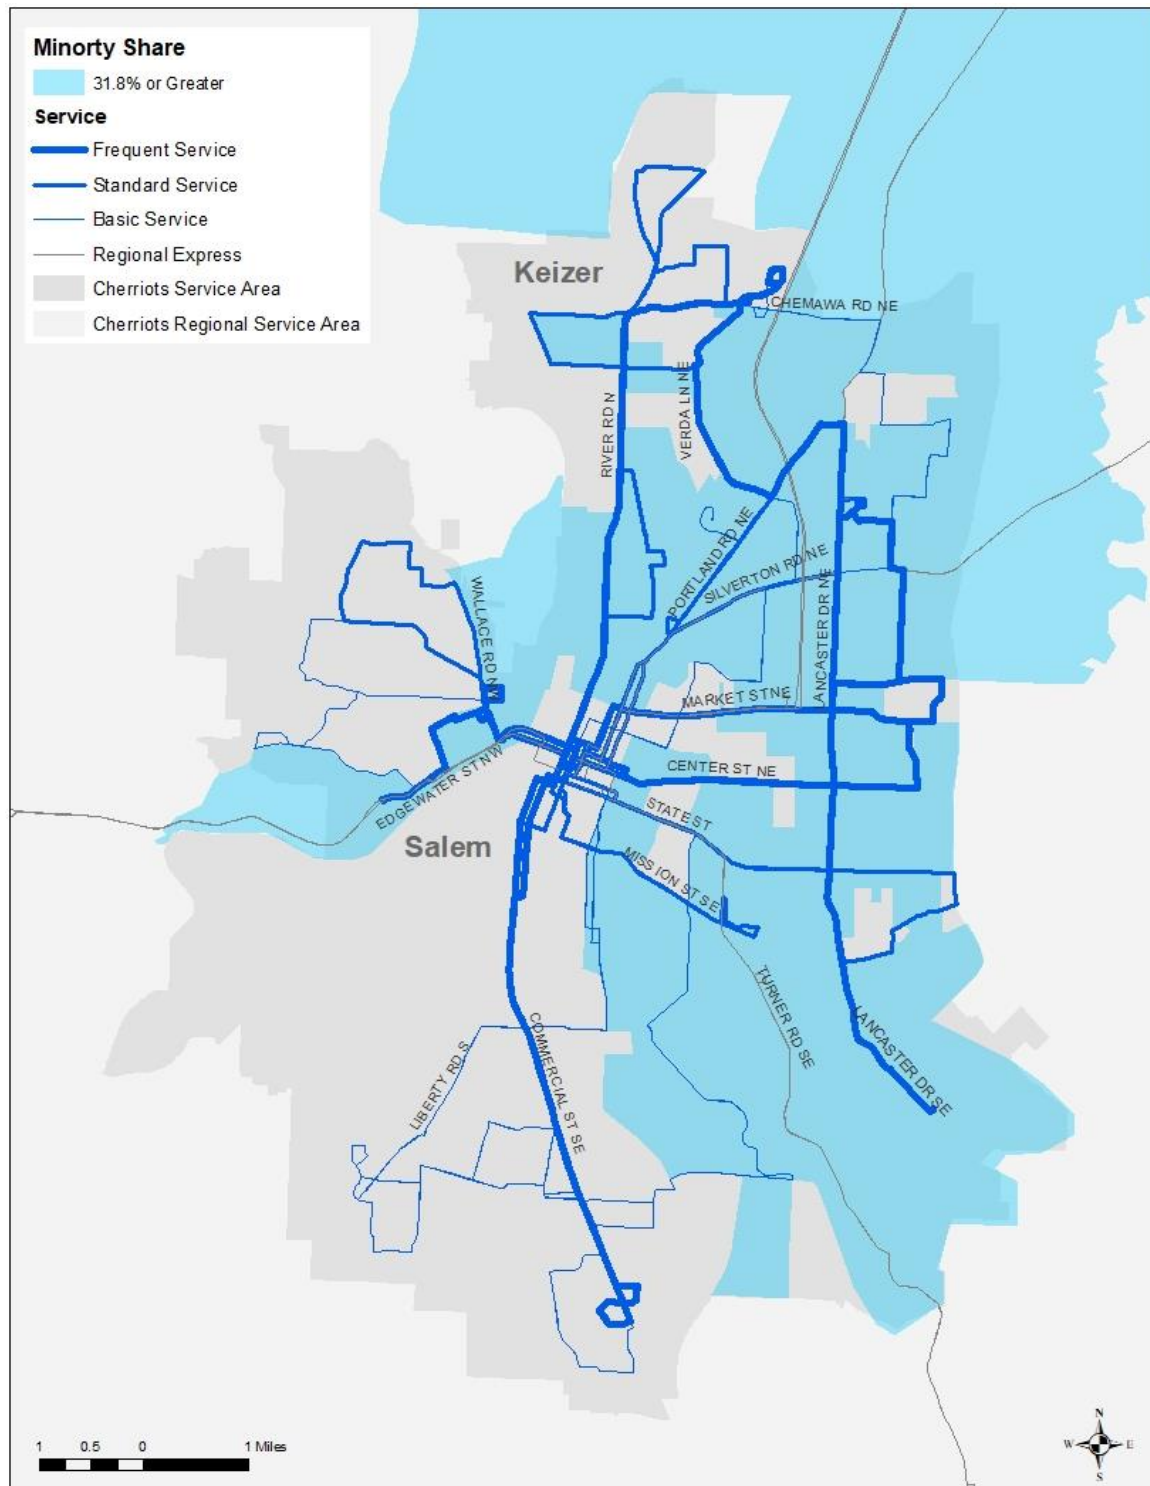 Minorty Share
31.8% or Greater
Service
Frequent Service
Standard Service
Basic Service
Regional Express
Cherriots Service Area
Cherriots Regional Service Area
Keizer
CHEMAWA RD NE
VERDA LN NE
RIVER RD N
PORTLAND RD NE
SILVERTON RD NE
LANCASTER DR NE
WALLACE RD NW
MARKET ST NE
CENTER ST NE
EDGEWATER ST NW
STATE ST
Salem
MISSION ST SE
TURNER RD SE
LANCASTER DR SE
COMMERCIAL ST SE
LIBERTY RD S
1 0.5 0 1 Miles
N
W E
S